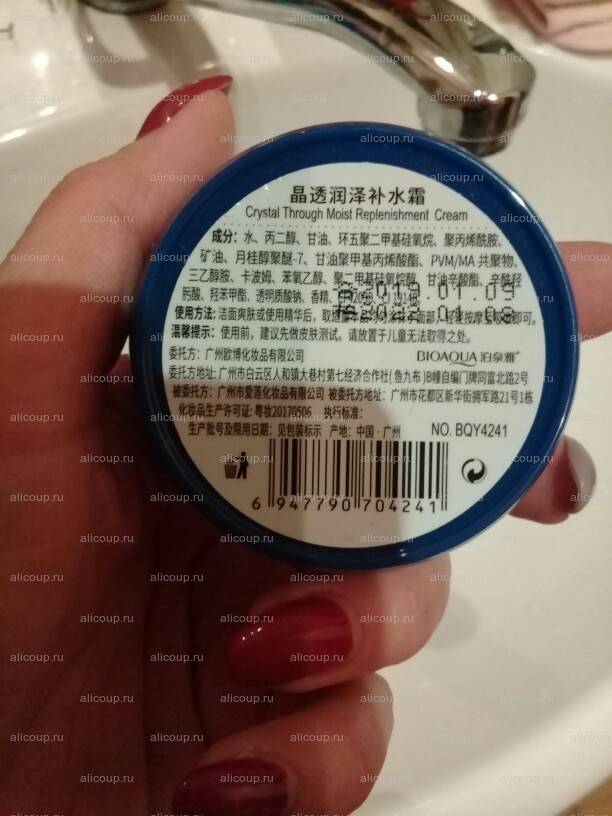 晶透润泽补水霜
Crystal Through Moist Replenishment Cream
成分：水、丙二醇、甘油、环五聚二甲基硅氧烷、聚丙烯酰胺、
矿油、月桂醇聚醚-7、甘油聚甲基丙烯酸酯、PVM/MA 共聚物、
三乙醇胺、卡波姆、苯氧乙醇、聚二甲基硅氧烷醇、甘油辛酸酯、辛酰羟
肟酸、羟苯甲酯、透明质酸钠、香精、
使用方法：洁面爽肤或使用精华后，
温馨提示：使用前，建议先做皮肤测试。请放置于儿童无法取得之处。
委托方：广州欧博化妆品有限公司 BIOAQUA 泊泉雅
委托方地址：广州市白云区人和镇大巷村第七经济合作社(鱼九布)B幢自编门牌同富北路2号
被委托方：广州市爱莲化妆品有限公司 被委托方地址：广州市花都区新华街拥军路21号1栋
化妆品生产许可证：粤妆20170506 执行标准：
生产批号及限用日期：见包装标示 产地：中国·广州 NO. BQY4241
6 947790 704241
alicoup.ru